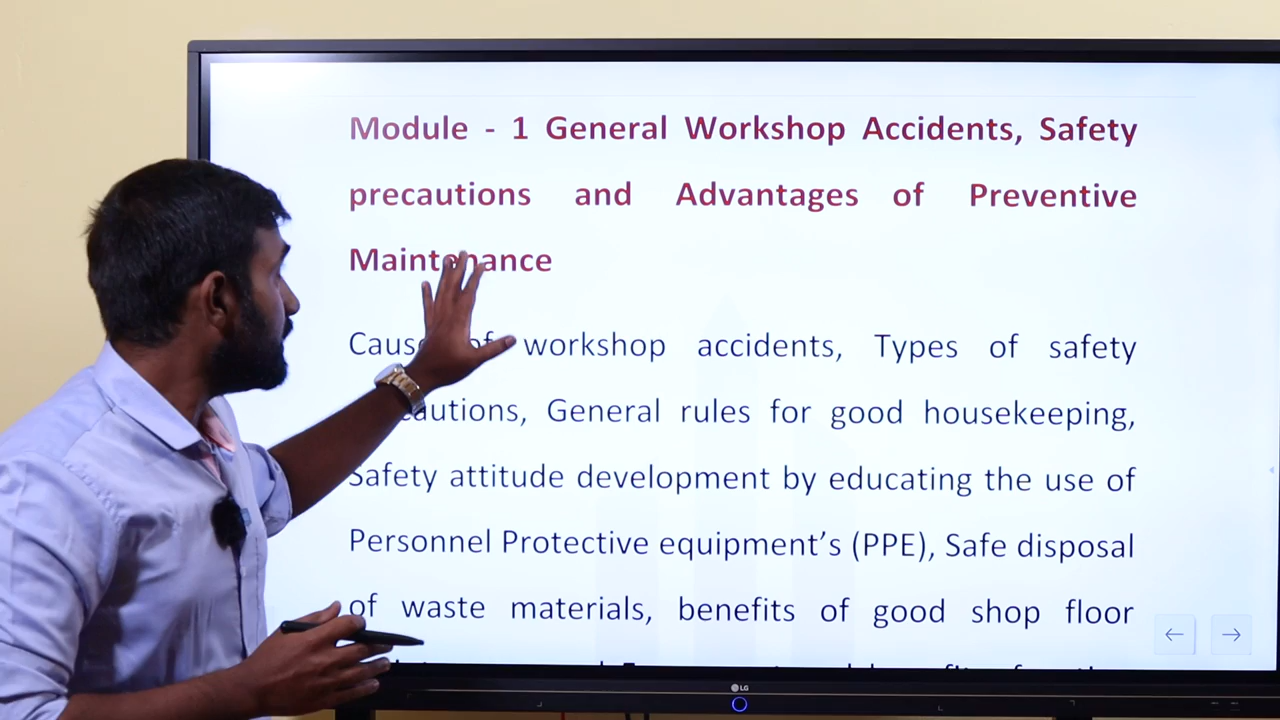 Module - 1 General Workshop Accidents, Safety
precautions and Advantages of Preventive
Maintenance
of workshop accidents, Types of safety
General rules for good housekeeping,
Safety attitude development by educating the use of
Personnel Protective equipment's (PPE), Safe disposal
of waste materials, benefits of good shop floor
LG